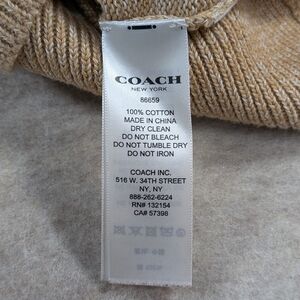 COACH
NEW YORK
86659
100% COTTON
MADE IN CHINA
DRY CLEAN
DO NOT BLEACH
DO NOT TUMBLE DRY
DO NOT IRON
COACH INC.
516 W. 34TH STREET
NY, NY
888-262-6224
RN# 132154
CA# 57398